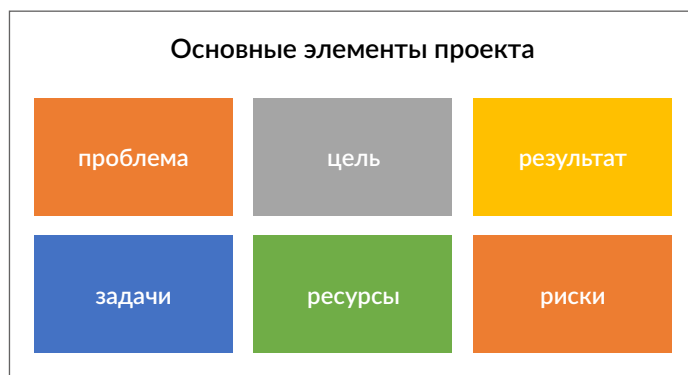 Основные элементы проекта
проблема
цель
результат
задачи
ресурсы
риски